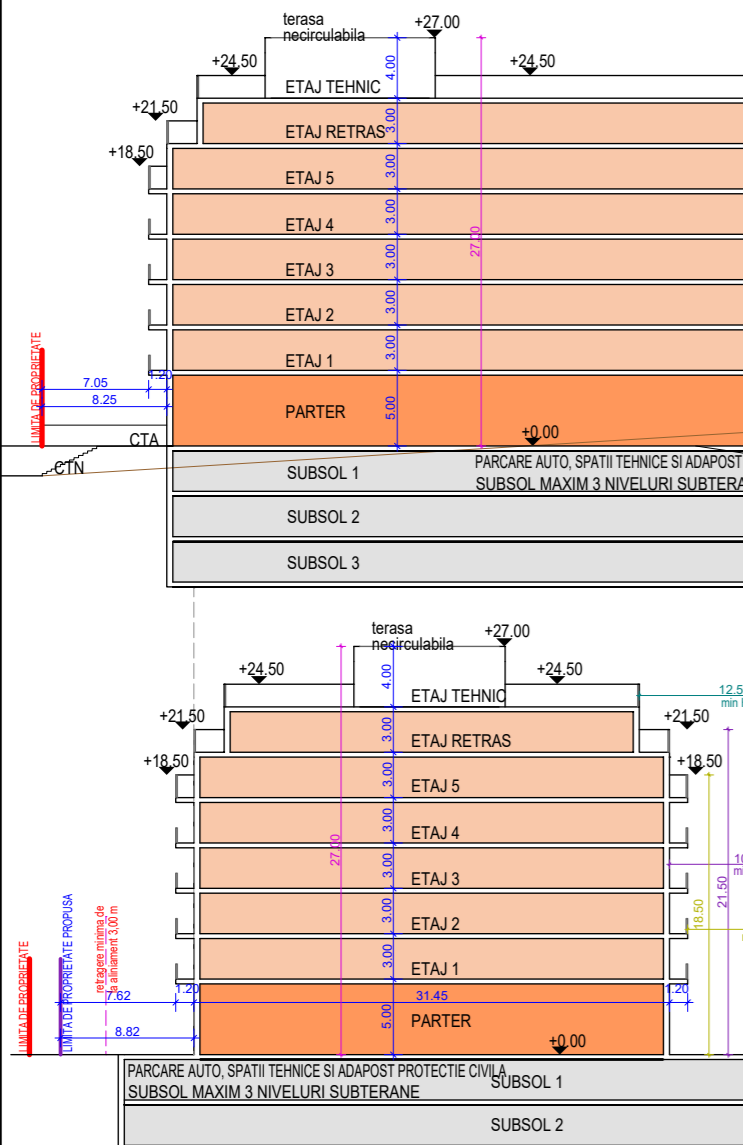 terasa
necirculabila
+27.00
+24.50
+24.50
4.00
ETAJ TEHNIC
+21.50
ETAJ RETRAS
3.00
+18.50
ETAJ 5
3.00
ETAJ 4
3.00
27.00
ETAJ 3
3.00
ETAJ 2
3.00
LIMITA DE PROPRIETATE
ETAJ 1
3.00
7.05
1.20
8.25
PARTER
5.00
CTA
+0.00
CTN
SUBSOL 1
PARCARE AUTO, SPATII TEHNICE SI ADAPOST
SUBSOL MAXIM 3 NIVELURI SUBTERA
SUBSOL 2
SUBSOL 3
terasa
necirculabila
+27.00
+24.50
+24.50
4.00
ETAJ TEHNIC
12.5
min
+21.50
+21.50
3.00
ETAJ RETRAS
+18.50
+18.50
3.00
ETAJ 5
3.00
ETAJ 4
27.00
3.00
ETAJ 3
3.00
ETAJ 2
18.50
21.50
3.00
ETAJ 1
LIMITA DE PROPRIETATE
LIMITA DE PROPRIETATE PROPUSA
retragere minima de
la aliniament 3,00 m
7.62
1.20
31.45
1.20
8.82
5.00
PARTER
+0.00
PARCARE AUTO, SPATII TEHNICE SI ADAPOST PROTECTIE CIVILA
SUBSOL MAXIM 3 NIVELURI SUBTERANE
SUBSOL 1
SUBSOL 2